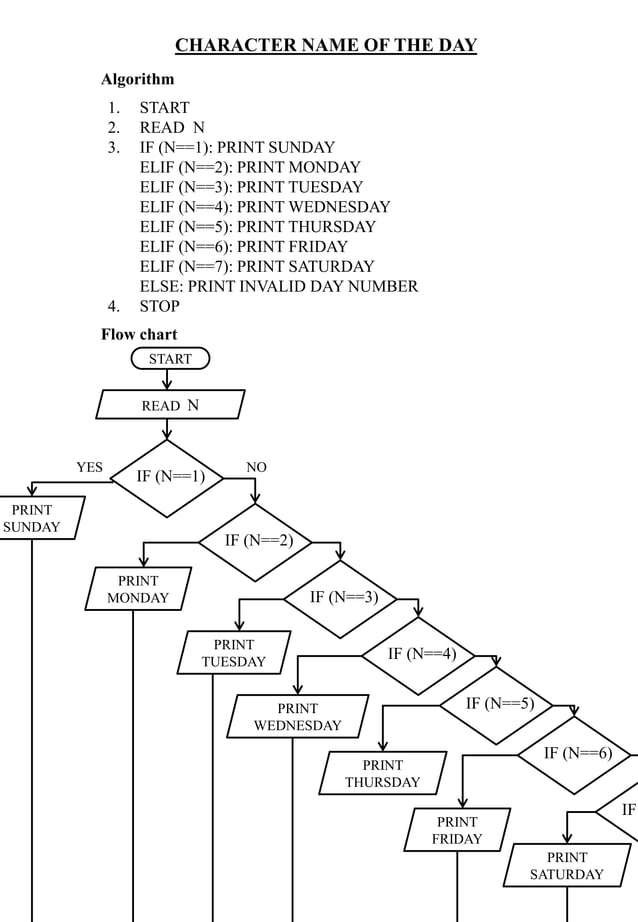 CHARACTER NAME OF THE DAY
Algorithm
1. START
2. READ N
3. IF (N==1): PRINT SUNDAY
ELIF (N==2): PRINT MONDAY
ELIF (N==3): PRINT TUESDAY
ELIF (N==4): PRINT WEDNESDAY
ELIF (N==5): PRINT THURSDAY
ELIF (N==6): PRINT FRIDAY
ELIF (N==7): PRINT SATURDAY
ELSE: PRINT INVALID DAY NUMBER
4. STOP
Flow chart
START
READ N
YES
IF (N==1)
NO
PRINT
SUNDAY
IF (N==2)
PRINT
MONDAY
IF (N==3)
PRINT
TUESDAY
IF (N==4)
PRINT
WEDNESDAY
IF (N==5)
PRINT
THURSDAY
IF (N==6)
PRINT
FRIDAY
IF
PRINT
SATURDAY